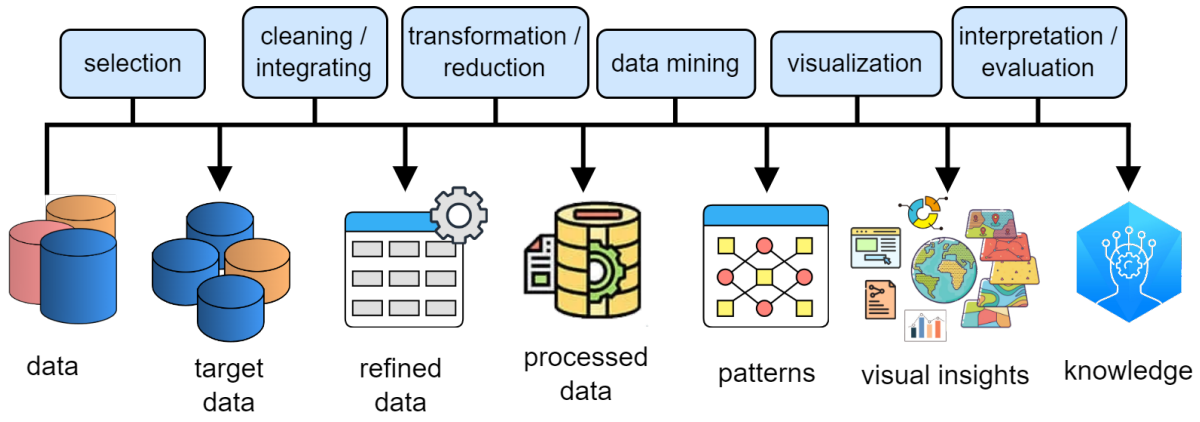 selection
cleaning /
integrating
transformation /
reduction
data mining
visualization
interpretation /
evaluation
data
target
data
refined
data
processed
data
patterns
visual insights
knowledge